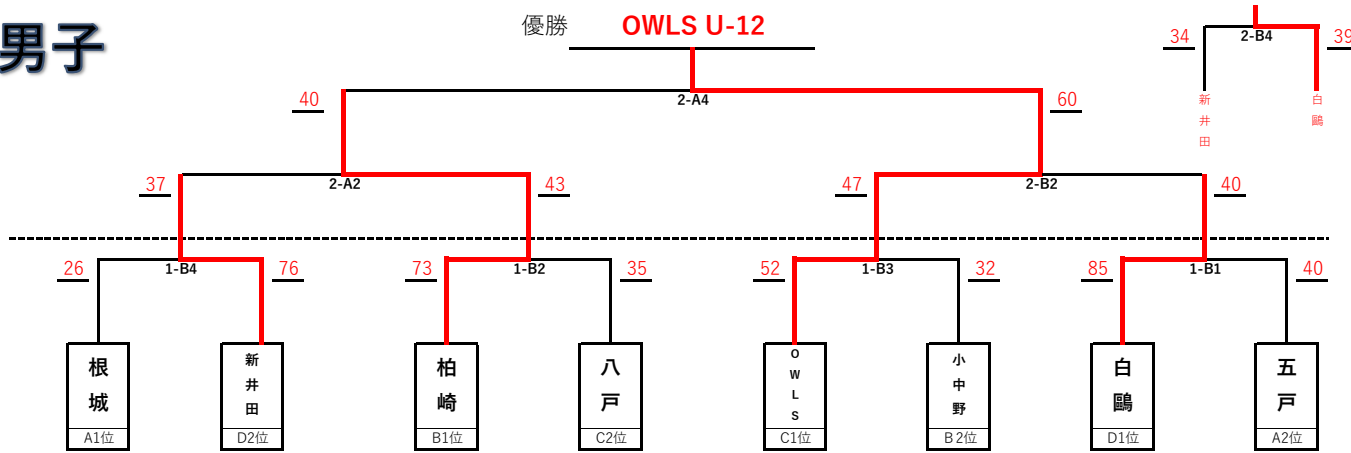 男子
優勝 OWLS U-12
34 2-B4 39
40 2-A4 60
新井田 白鷗
37 2-A2 43 47 2-B2 40
26 1-B4 76 73 1-B2 35 52 1-B3 32 85 1-B1 40
根城 新井田 柏崎 八戸 OWLS 小中野 白鷗 五戸
A1位 D2位 B1位 C2位 C1位 B2位 D1位 A2位